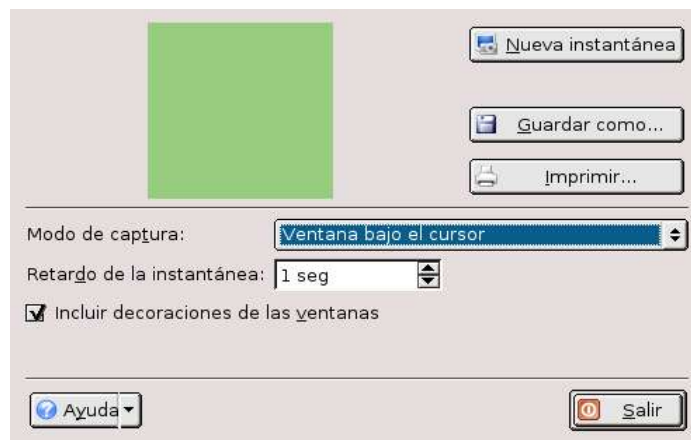 Nueva instantánea
Guardar como...
Imprimir...
Modo de captura: Ventana bajo el cursor
Retardo de la instantánea: 1 seg
Incluir decoraciones de las ventanas
Ayuda Salir